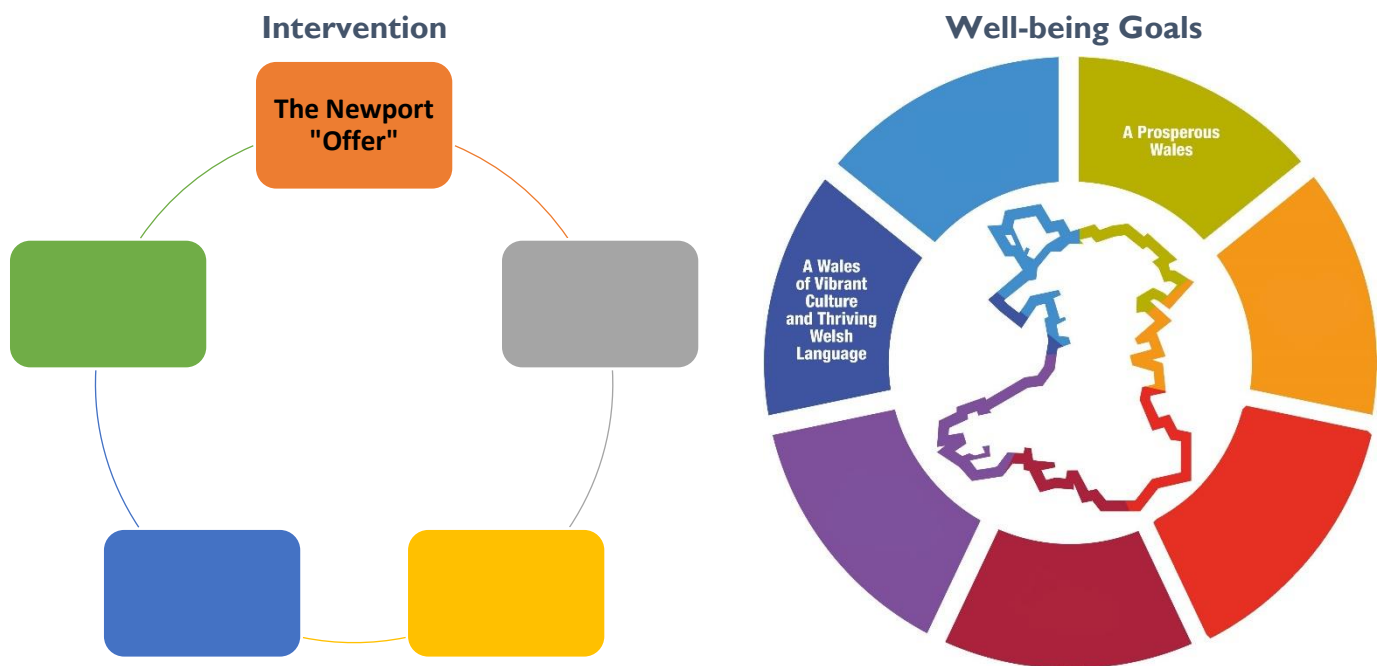 Intervention
The Newport
"Offer"
Well-being Goals
A Prosperous
Wales
A Wales
of Vibrant
Culture
and Thriving
Welsh
Language